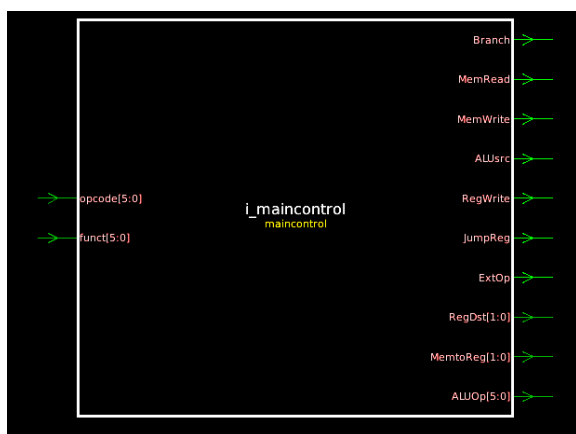 Branch
MemRead
MemWrite
ALUsrc
opcode[5:0]
RegWrite
i_maincontrol
maincontrol
funct[5:0]
JumpReg
ExtOp
RegDst[1:0]
MemtoReg[1:0]
ALUOp[5:0]